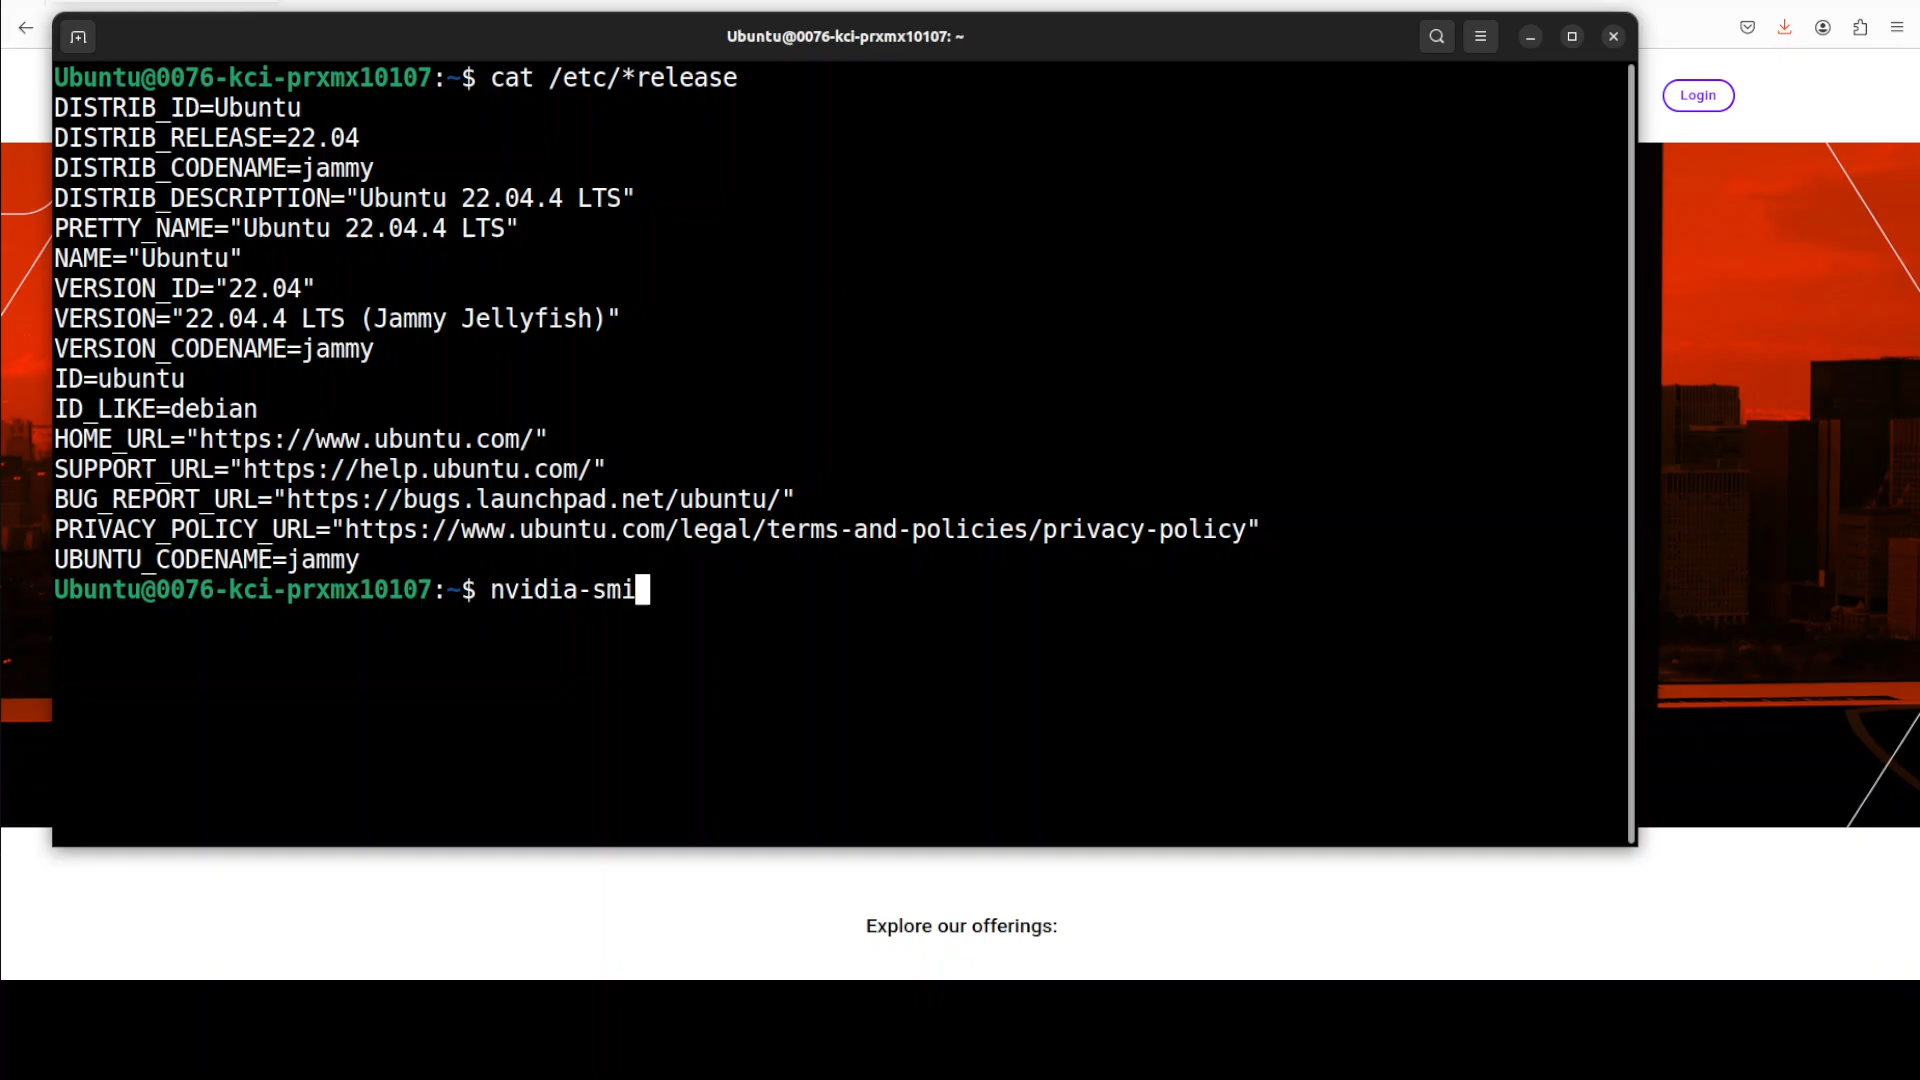 Ubuntu@0076-kci-prxmx10107: ~
Ubuntu@0076-kci-prxmx10107:~$ cat /etc/*release
DISTRIB_ID=Ubuntu
DISTRIB_RELEASE=22.04
DISTRIB_CODENAME=jammy
DISTRIB_DESCRIPTION="Ubuntu 22.04.4 LTS"
PRETTY_NAME="Ubuntu 22.04.4 LTS"
NAME="Ubuntu"
VERSION_ID="22.04"
VERSION="22.04.4 LTS (Jammy Jellyfish)"
VERSION_CODENAME=jammy
ID=ubuntu
ID_LIKE=debian
HOME_URL="https://www.ubuntu.com/"
SUPPORT_URL="https://help.ubuntu.com/"
BUG_REPORT_URL="https://bugs.launchpad.net/ubuntu/"
PRIVACY_POLICY_URL="https://www.ubuntu.com/legal/terms-and-policies/privacy-policy"
UBUNTU_CODENAME=jammy
Ubuntu@0076-kci-prxmx10107:~$ nvidia-smi
Login
Explore our offerings: